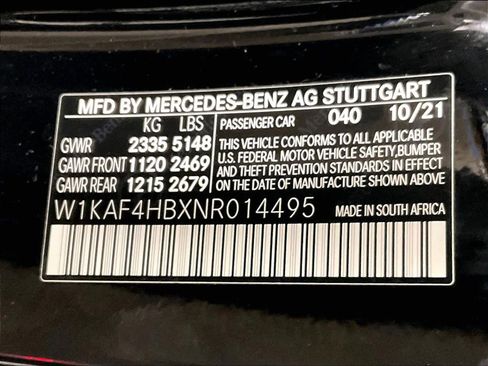 MFD BY MERCEDES-BENZ AG STUTTGART
KG LBS
GVWR 2335 5148
GAWR FRONT 1120 2469
GAWR REAR 1215 2679
PASSENGER CAR 040 10/21
THIS VEHICLE CONFORMS TO ALL APPLICABLE
U.S. FEDERAL MOTOR VEHICLE SAFETY, BUMPER
AND THEFT PREVENTION STANDARDS IN EFFECT
ON THE DATE OF MANUFACTURE SHOWN ABOVE.
W1KAF4HBXNR014495 MADE IN SOUTH AFRICA